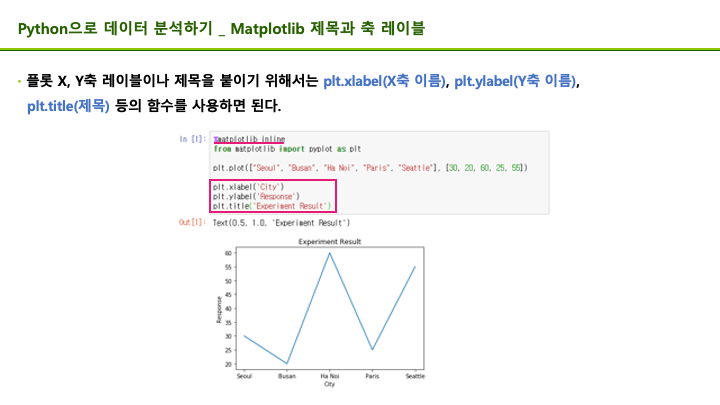 Python으로 데이터 분석하기 _ Matplotlib 제목과 축 레이블
· 플롯 X, Y축 레이블이나 제목을 붙이기 위해서는 plt.xlabel(X축 이름), plt.ylabel(Y축 이름),
plt.title(제목) 등의 함수를 사용하면 된다.
In [1]: %matplotlib inline
from matplotlib import pyplot as plt
plt.plot(["Seoul", "Busan", "Ha Noi", "Paris", "Seattle"], [30, 20, 60, 25, 55])
plt.xlabel('City')
plt.ylabel('Response')
plt.title('Experiment Result')
Out[1]: Text(0.5, 1.0, 'Experiment Result')
Experiment Result
60
55
50
45
40
35
30
25
20
Response
Seoul Busan Ha Noi Paris Seattle
City